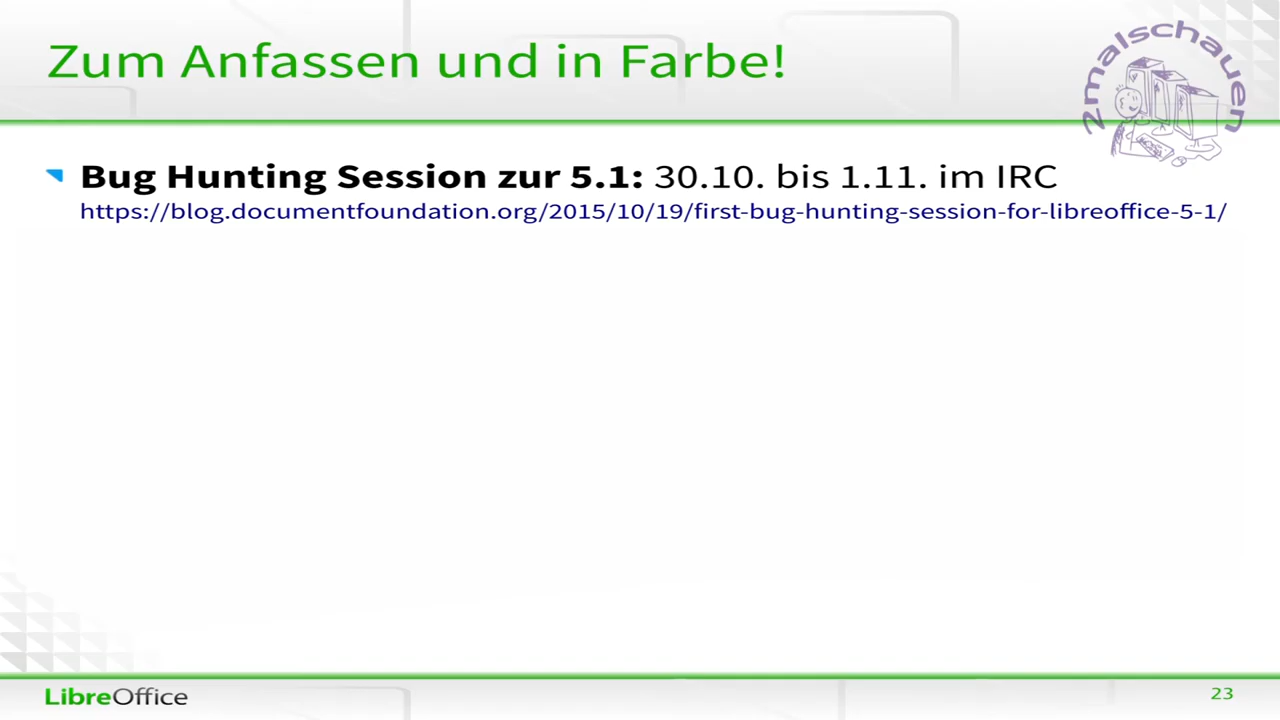 Zum Anfassen und in Farbe!
2malschauen
Bug Hunting Session zur 5.1: 30.10. bis 1.11. im IRC
https://blog.documentfoundation.org/2015/10/19/first-bug-hunting-session-for-libreoffice-5-1/
LibreOffice
23